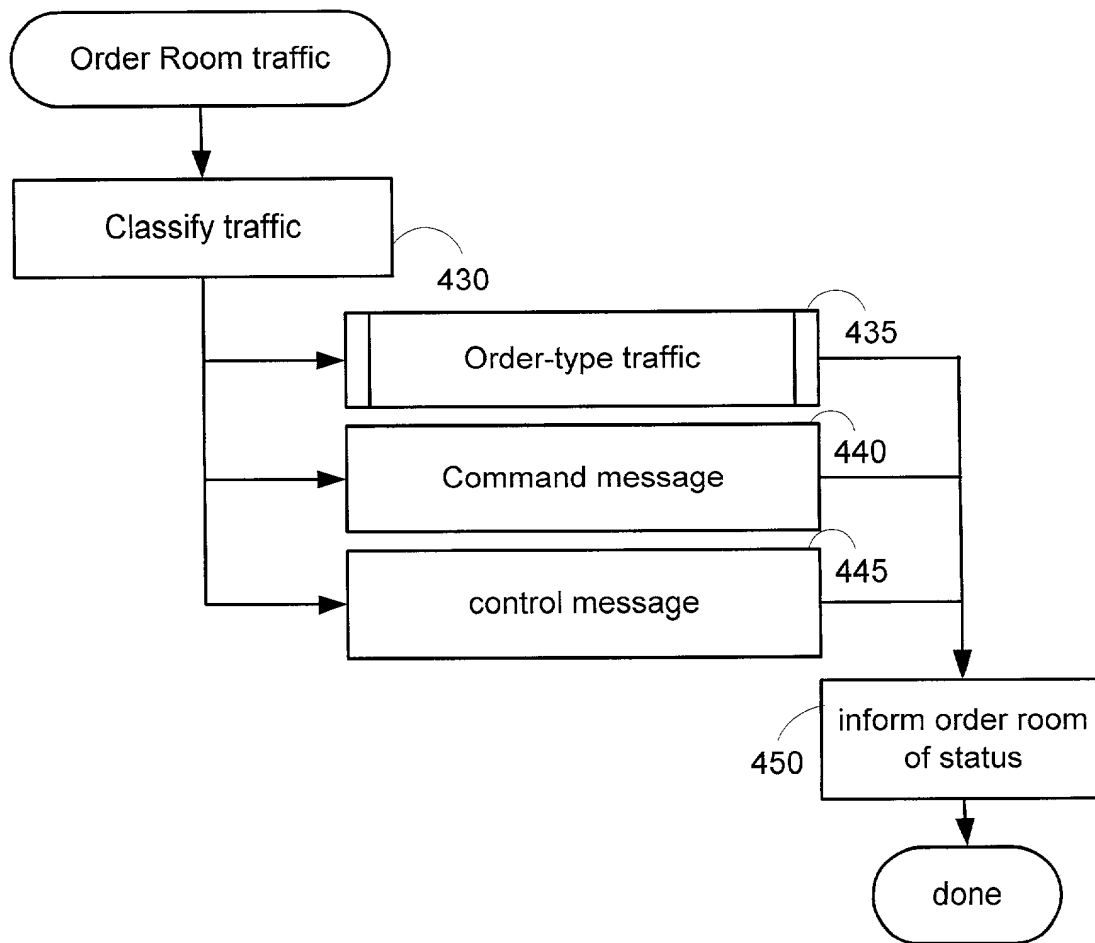 Order Room traffic
Classify traffic
430
Order-type traffic
435
Command message
440
control message
445
inform order room
of status
450
done